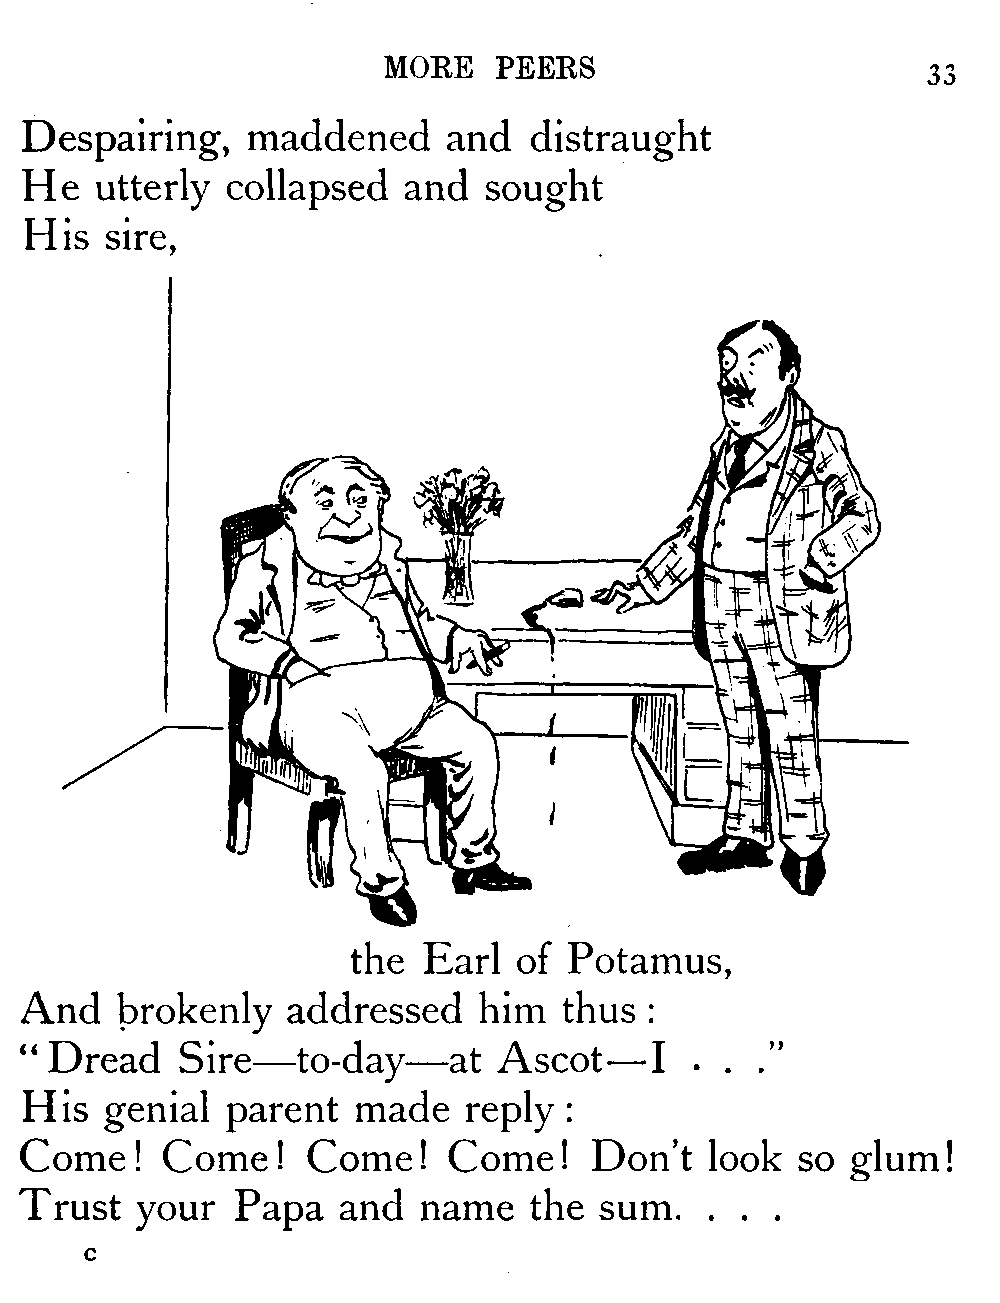 MORE PEERS 33
Despairing, maddened and distraught
He utterly collapsed and sought
His sire,
the Earl of Potamus,
And brokenly addressed him thus :
“ Dread Sire—to-day—at Ascot—I . . .”
His genial parent made reply :
Come! Come! Come! Come! Don't look so glum!
Trust your Papa and name the sum. . . .
C